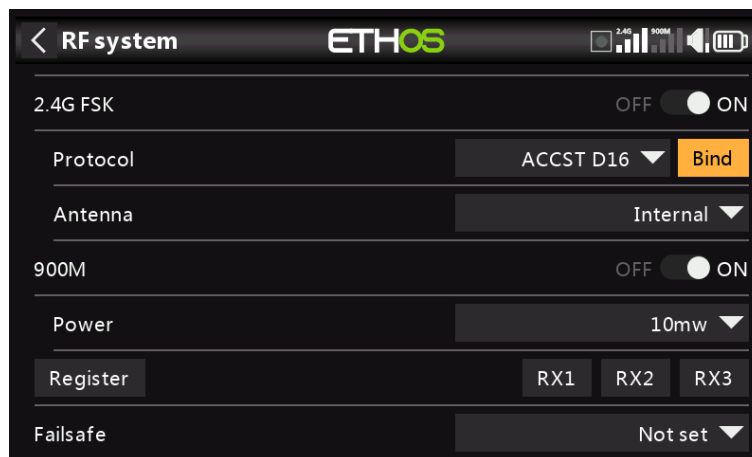 RF system ETHOS 2.4G 900M
2.4G FSK OFF ON
Protocol ACCST D16 Bind
Antenna Internal
900M OFF ON
Power 10mw
Register RX1 RX2 RX3
Failsafe Not set